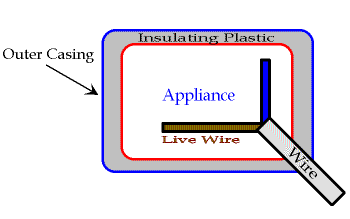 Insulating Plastic
Outer Casing
Appliance
Live Wire
Wire